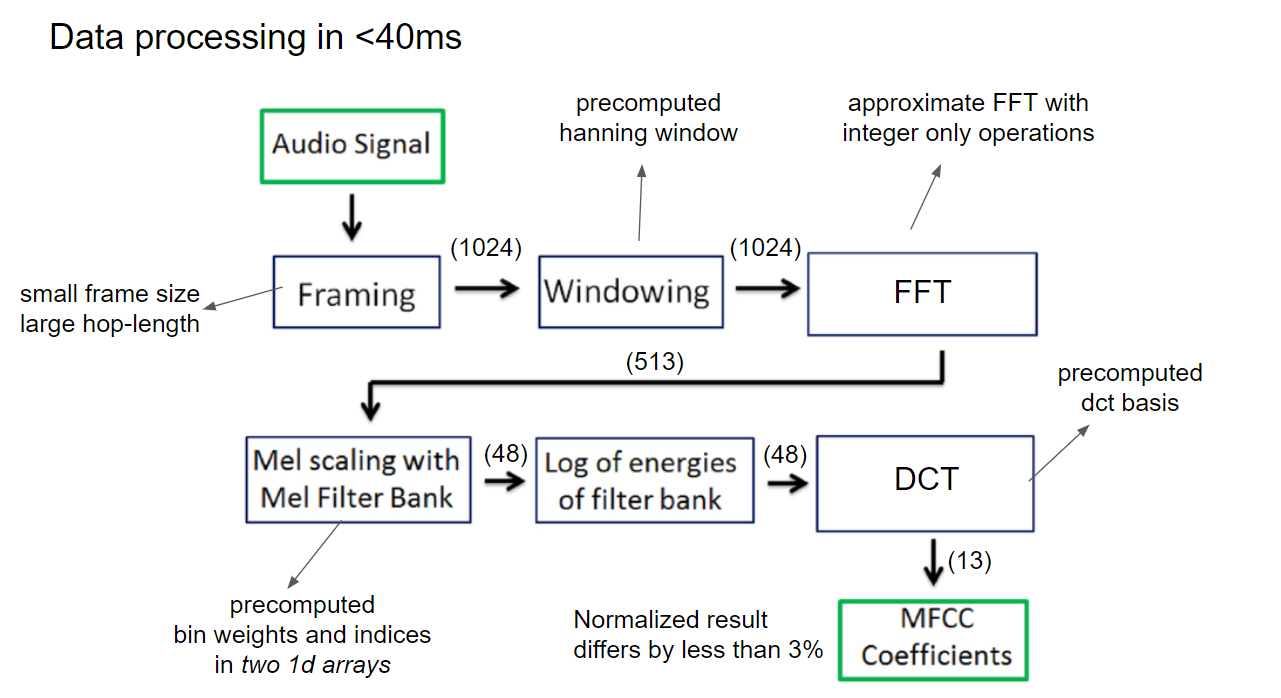 Data processing in <40ms
precomputed
hanning window
approximate FFT with
integer only operations
Audio Signal
(1024)
(1024)
small frame size
large hop-length
Framing
Windowing
FFT
(513)
precomputed
dct basis
Mel scaling with
Mel Filter Bank
(48)
Log of energies
of filter bank
(48)
DCT
(13)
precomputed
bin weights and indices
in two 1d arrays
Normalized result
differs by less than 3%
MFCC
Coefficients